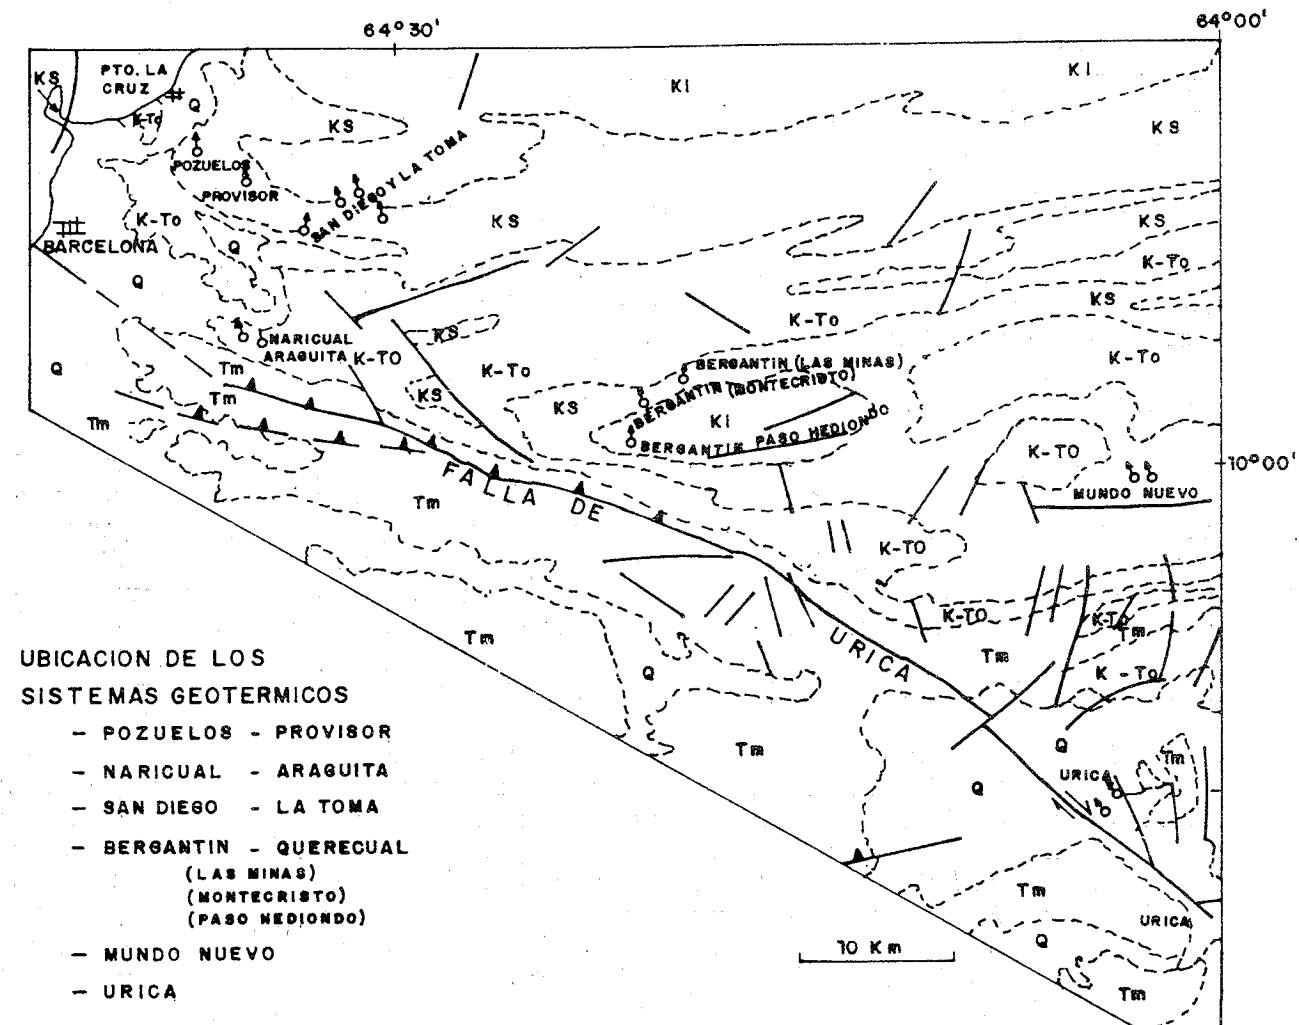 64°30'
64°00'
KS
PTO. LA
CRUZ
Q
K-To
KI
KI
KS
KS
POZUELOS
PROVISOR
SAN DIEGO Y LA TOMA
K-To
BARCELONA
Q
Q
KS
KS
K-To
KS
K-To
NARICUAL
ARAGUITA
K-TO
KS
K-To
K-To
Q
Tm
Tm
Tm
KS
KS
BERGANTIN (LAS MINAS)
BERGANTIN (MONTECRISTO)
KI
BERGANTIN PASO HEDIONDO
K-TO
10°00'
MUNDO NUEVO
FALLA DE URICA
Tm
K-TO
K-TO
K-TO
Tm
Tm
K-To
Tm
Q
Tm
Q
Q
URICA
Tm
Tm
URICA
Q
Tm
10 Km
UBICACION DE LOS
SISTEMAS GEOTERMICOS
– POZUELOS - PROVISOR
– NARICUAL - ARAGUITA
– SAN DIEGO - LA TOMA
– BERGANTIN - QUERECUAL
(LAS MINAS)
(MONTECRISTO)
(PASO HEDIONDO)
– MUNDO NUEVO
– URICA